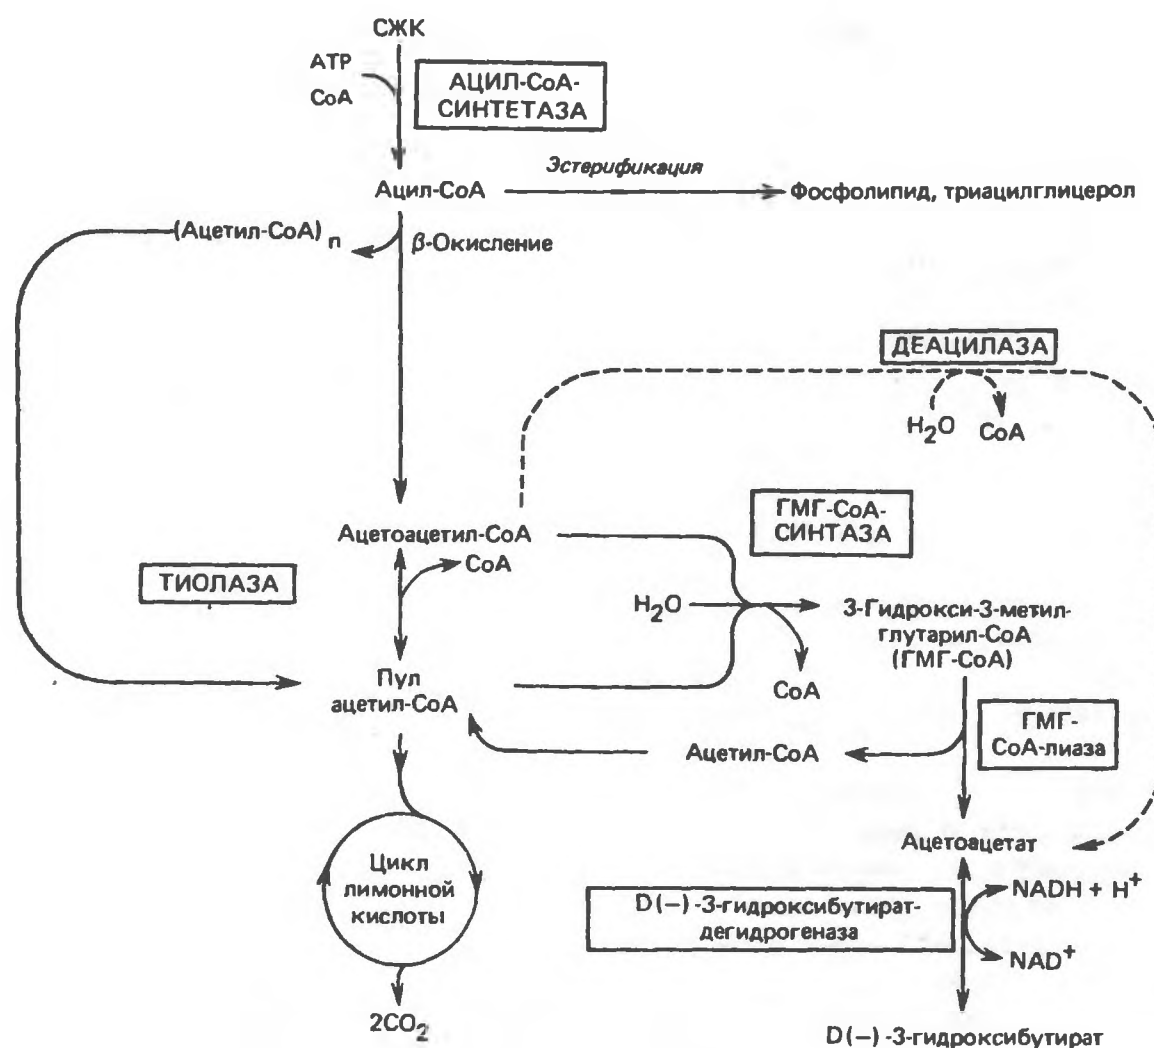 СЖК
ATP
CoA
АЦИЛ-CoA-
СИНТЕТАЗА
Ацил-CoA
Эстерификация
Фосфолипид, триацилглицерол
(Ацетил-CoA) n
β-Окисление
ДЕАЦИЛАЗА
H2O
CoA
Ацетоацетил-CoA
CoA
ГМГ-CoA-
СИНТАЗА
ТИОЛАЗА
H2O
3-Гидрокси-3-метил-
глутарил-CoA
(ГМГ-CoA)
CoA
Пул
ацетил-CoA
Ацетил-CoA
ГМГ-
CoA-лиаза
Ацетоацетат
Цикл
лимонной
кислоты
D(−)-3-гидроксибутират-
дегидрогеназа
NADH + H+
NAD+
2CO2
D(−)-3-гидроксибутират